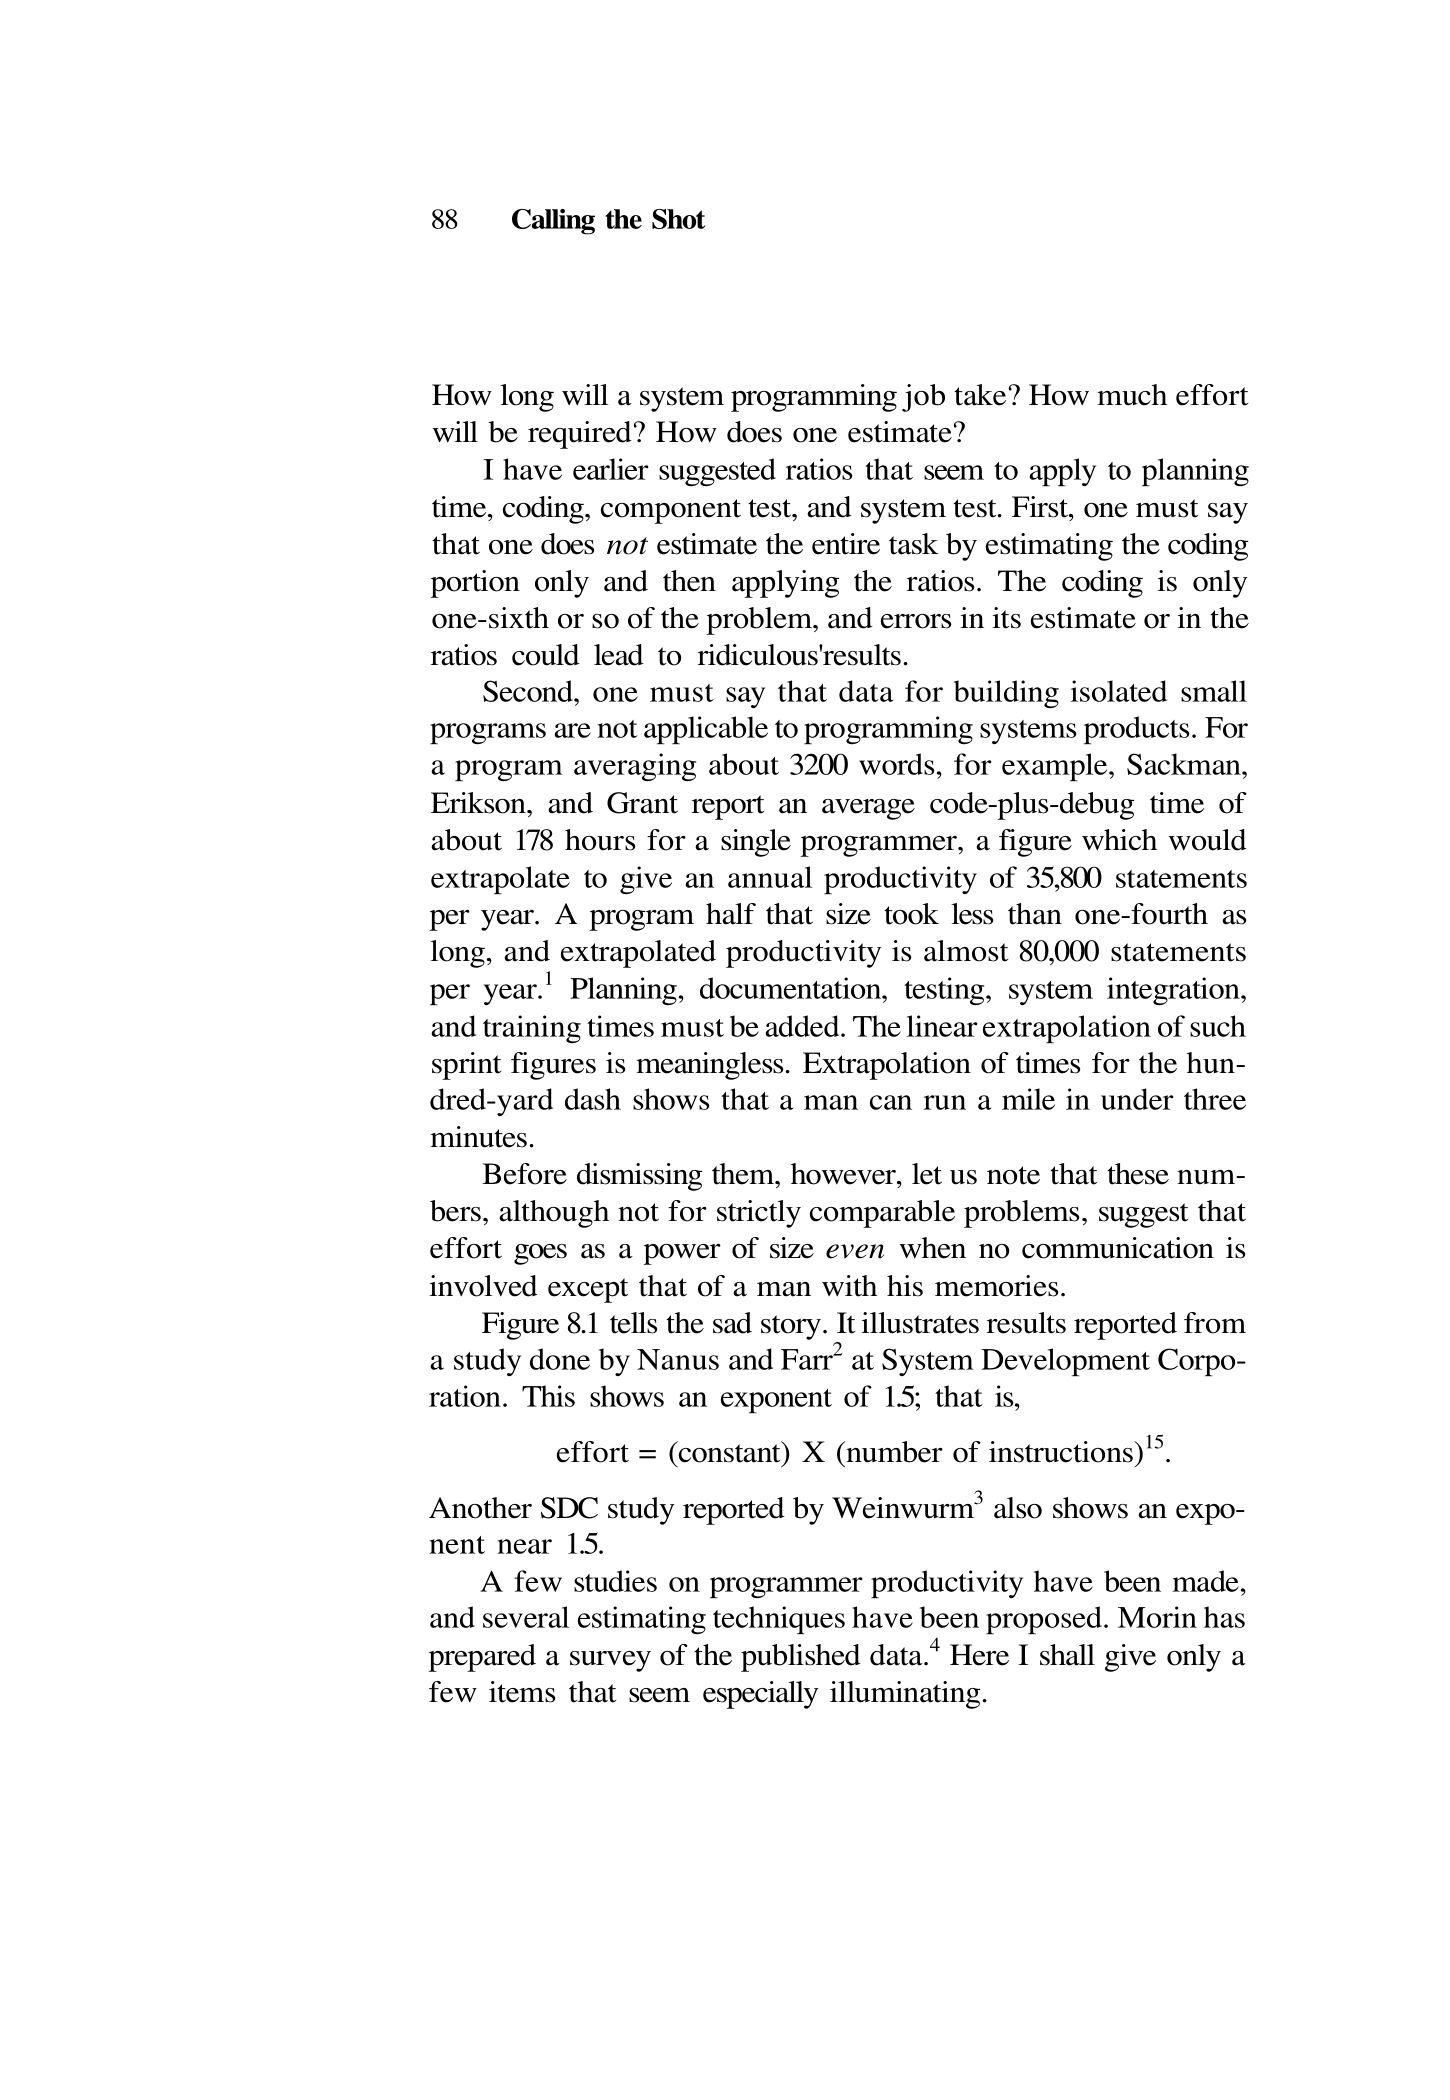 88 Calling the Shot
How long will a system programming job take? How much effort
will be required? How does one estimate?
I have earlier suggested ratios that seem to apply to planning
time, coding, component test, and system test. First, one must say
that one does not estimate the entire task by estimating the coding
portion only and then applying the ratios. The coding is only
one-sixth or so of the problem, and errors in its estimate or in the
ratios could lead to ridiculous'results.
Second, one must say that data for building isolated small
programs are not applicable to programming systems products. For
a program averaging about 3200 words, for example, Sackman,
Erikson, and Grant report an average code-plus-debug time of
about 178 hours for a single programmer, a figure which would
extrapolate to give an annual productivity of 35,800 statements
per year. A program half that size took less than one-fourth as
long, and extrapolated productivity is almost 80,000 statements
per year.1 Planning, documentation, testing, system integration,
and training times must be added. The linear extrapolation of such
sprint figures is meaningless. Extrapolation of times for the hun-
dred-yard dash shows that a man can run a mile in under three
minutes.
Before dismissing them, however, let us note that these num-
bers, although not for strictly comparable problems, suggest that
effort goes as a power of size even when no communication is
involved except that of a man with his memories.
Figure 8.1 tells the sad story. It illustrates results reported from
a study done by Nanus and Farr2 at System Development Corpo-
ration. This shows an exponent of 1.5; that is,
effort = (constant) X (number of instructions)15.
Another SDC study reported by Weinwurm3 also shows an expo-
nent near 1.5.
A few studies on programmer productivity have been made,
and several estimating techniques have been proposed. Morin has
prepared a survey of the published data.4 Here I shall give only a
few items that seem especially illuminating.